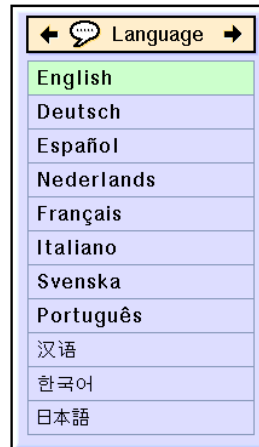 Language
English
Deutsch
Español
Nederlands
Français
Italiano
Svenska
Português
汉语
한국어
日本語